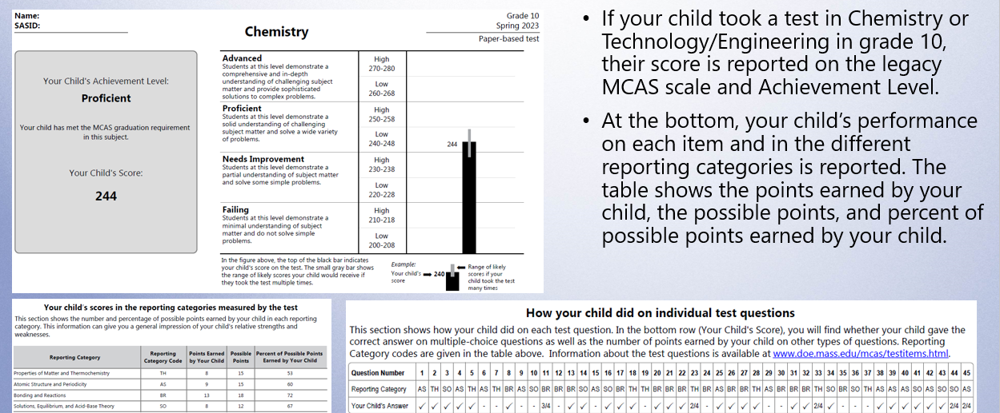 Name:
SASID:
Chemistry
Grade 10
Spring 2023
Paper-based test
Your Child's Achievement Level:
Proficient
Your child has met the MCAS graduation requirement
in this subject.
Your Child's Score:
244
Advanced
Students at this level demonstrate a
comprehensive and in-depth
understanding of challenging subject
matter and provide sophisticated
solutions to complex problems.
High
270-280
Low
260-268
Proficient
Students at this level demonstrate a
solid understanding of challenging
subject matter and solve a wide variety
of problems.
High
250-258
Low
240-248
244
Needs Improvement
Students at this level demonstrate a
partial understanding of subject matter
and solve some simple problems.
High
230-238
Low
220-228
Failing
Students at this level demonstrate a
minimal understanding of subject
matter and do not solve simple
problems.
High
210-218
Low
200-208
In the figure above, the top of the black bar indicates
your child's score on the test. The small gray bar shows
the range of likely scores your child would receive if
they took the test multiple times.
Example:
Your child's
score
240
Range of likely
scores if your
child took the test
many times
• If your child took a test in Chemistry or
Technology/Engineering in grade 10,
their score is reported on the legacy
MCAS scale and Achievement Level.
• At the bottom, your child's performance
on each item and in the different
reporting categories is reported. The
table shows the points earned by your
child, the possible points, and percent of
possible points earned by your child.
Your child's scores in the reporting categories measured by the test
This section shows the number and percentage of possible points earned by your child in each reporting
category. This information can give you a general impression of your child's relative strengths and
weaknesses.
Reporting Category Reporting Category Code Points Earned by Your Child Possible Points Percent of Possible Points Earned by Your Child
Properties of Matter and Thermochemistry TH 8 15 53
Atomic Structure and Periodicity AS 9 15 60
Bonding and Reactions BR 13 18 72
Solutions, Equilibrium, and Acid-Base Theory SO 8 12 67
How your child did on individual test questions
This section shows how your child did on each test question. In the bottom row (Your Child's Score), you will find whether your child gave the
correct answer on multiple-choice questions as well as the number of points earned by your child on other types of questions. Reporting
Category codes are given in the table above. Information about the test questions is available at www.doe.mass.edu/mcas/testitems.html.
Question Number 1 2 3 4 5 6 7 8 9 10 11 12 13 14 15 16 17 18 19 20 21 22 23 24 25 26 27 28 29 30 31 32 33 34 35 36 37 38 39 40 41 42 43 44 45
Reporting Category AS TH SO AS TH AS TH BR AS SO BR BR BR SO AS SO BR TH TH BR BR BR TH BR AS BR BR TH AS SO BR BR TH AS TH SO TH AS AS AS SO AS TH SO AS
Your Child's Answer ✓ ✓ ✓ ✓ ✓ - - ✓ - - 3/4 - ✓ ✓ - ✓ ✓ - - ✓ ✓ ✓ 2/4 - ✓ ✓ ✓ ✓ - - ✓ ✓ 2/4 ✓ - - - ✓ ✓ ✓ ✓ ✓ ✓ 2/4 2/4